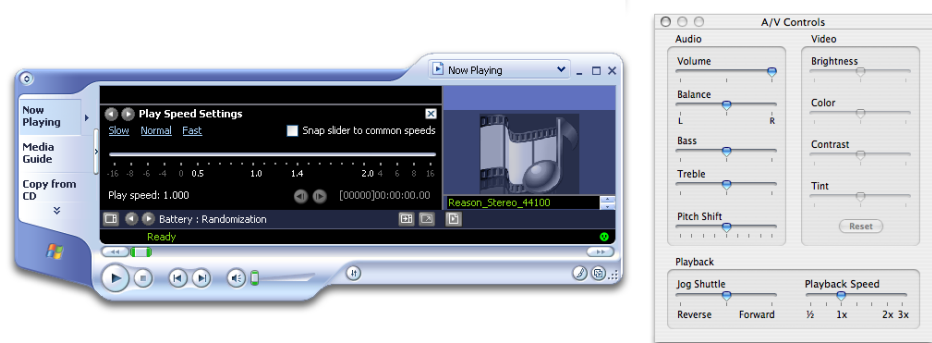 Now Playing
Now
Playing
Media
Guide
Copy from
CD
Play Speed Settings
Slow Normal Fast
Snap slider to common speeds
-16 -8 -6 -4 0 0.5 1.0 1.4 2.0 4 6 8 16
Play speed: 1.000
[00000]00:00:00.00
Reason_Stereo_44100
Battery : Randomization
Ready
A/V Controls
Audio
Volume
Balance
L R
Bass
Treble
Pitch Shift
Video
Brightness
Color
Contrast
Tint
Reset
Playback
Jog Shuttle
Reverse Forward
Playback Speed
½ 1x 2x 3x